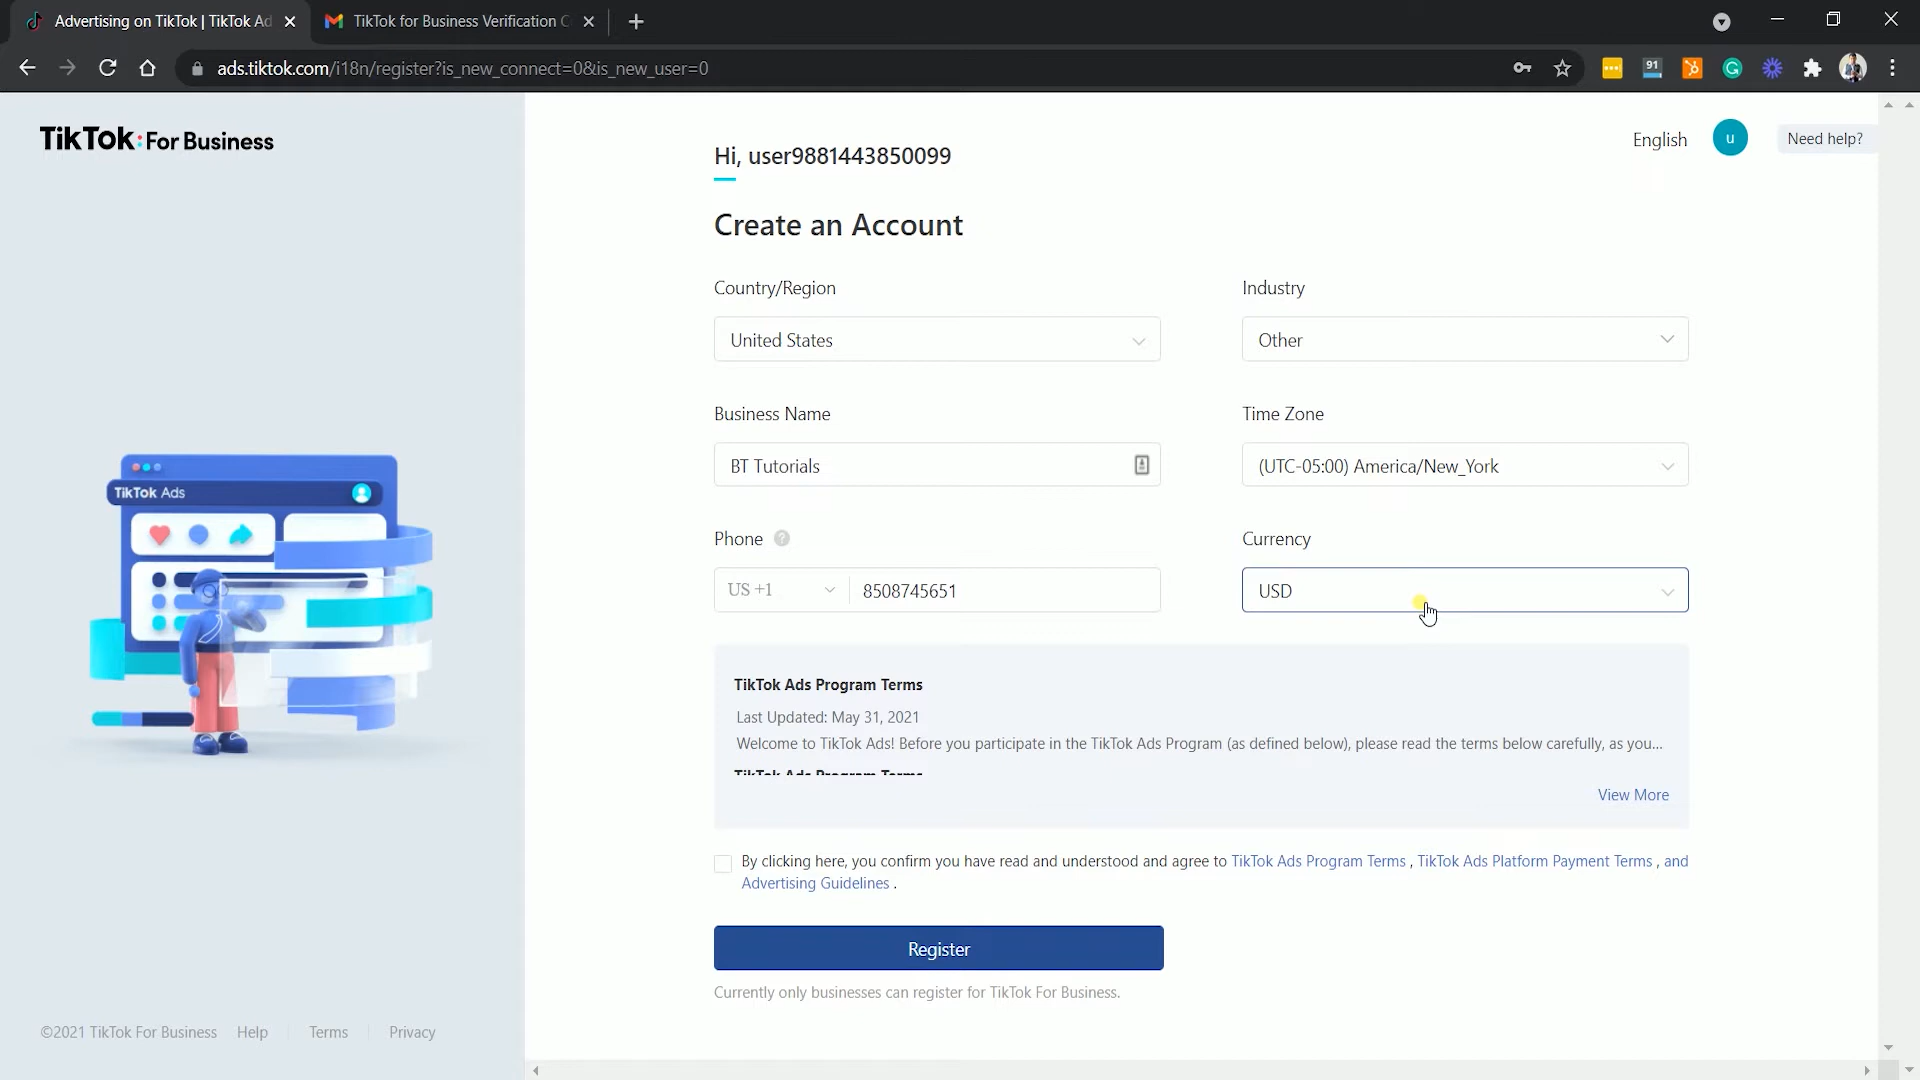 Advertising on TikTok | TikTok Ad
TikTok for Business Verification C
ads.tiktok.com/i18n/register?is_new_connect=0&is_new_user=0
91
TikTok: For Business
English
u
Need help?
Hi, user9881443850099
Create an Account
Country/Region
Industry
United States
Other
Business Name
Time Zone
BT Tutorials
(UTC-05:00) America/New_York
Phone ?
Currency
US +1
8508745651
USD
TikTok Ads
TikTok Ads Program Terms
Last Updated: May 31, 2021
Welcome to TikTok Ads! Before you participate in the TikTok Ads Program (as defined below), please read the terms below carefully, as you...
TikTok Ads Program Terms
View More
By clicking here, you confirm you have read and understood and agree to TikTok Ads Program Terms , TikTok Ads Platform Payment Terms , and
Advertising Guidelines .
Register
Currently only businesses can register for TikTok For Business.
©2021 TikTok For Business
Help
Terms
Privacy